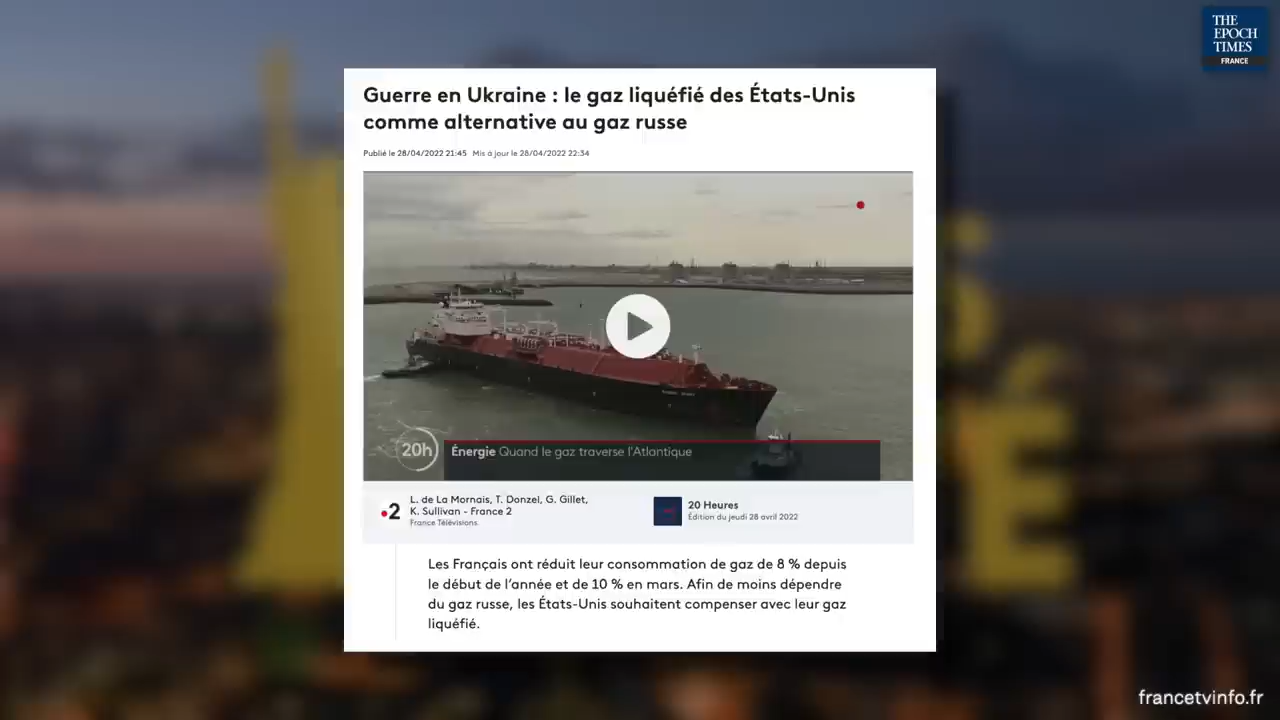 THE
EPOCH
TIMES
FRANCE
Guerre en Ukraine : le gaz liquéfié des États-Unis
comme alternative au gaz russe
Publié le 28/04/2022 21:45 Mis à jour le 28/04/2022 22:34
20h
Énergie Quand le gaz traverse l'Atlantique
2
L. de La Mornais, T. Donzel, G. Gillet,
K. Sullivan - France 2
France Télévisions
20 Heures
Édition du jeudi 28 avril 2022
Les Français ont réduit leur consommation de gaz de 8 % depuis
le début de l'année et de 10 % en mars. Afin de moins dépendre
du gaz russe, les États-Unis souhaitent compenser avec leur gaz
liquéfié.
francetvinfo.fr